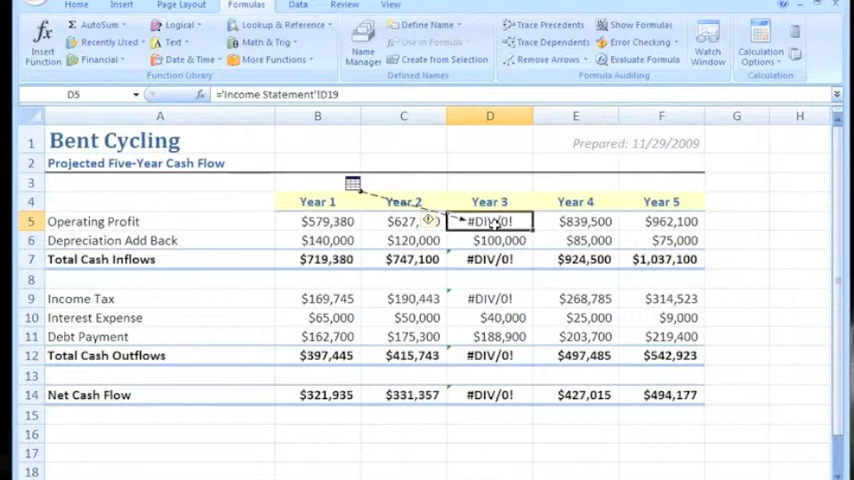 Home Insert Page Layout Formulas Data Review View
AutoSum Logical Lookup & Reference Define Name Trace Precedents Show Formulas
Recently Used Text Math & Trig Use in Formula Trace Dependents Error Checking
Financial Date & Time More Functions Create from Selection Remove Arrows Evaluate Formula
Insert Function
Name Manager
Watch Window
Calculation Options
Function Library Defined Names Formula Auditing Calculation
D5 fx ='Income Statement'!D19
A B C D E F G H
1 Bent Cycling Prepared: 11/29/2009
2 Projected Five-Year Cash Flow
3
4 Year 1 Year 2 Year 3 Year 4 Year 5
5 Operating Profit $579,380 $627, 0 #DIV/0! $839,500 $962,100
6 Depreciation Add Back $140,000 $120,000 $100,000 $85,000 $75,000
7 Total Cash Inflows $719,380 $747,100 #DIV/0! $924,500 $1,037,100
8
9 Income Tax $169,745 $190,443 #DIV/0! $268,785 $314,523
10 Interest Expense $65,000 $50,000 $40,000 $25,000 $9,000
11 Debt Payment $162,700 $175,300 $188,900 $203,700 $219,400
12 Total Cash Outflows $397,445 $415,743 #DIV/0! $497,485 $542,923
13
14 Net Cash Flow $321,935 $331,357 #DIV/0! $427,015 $494,177
15
16
17
18